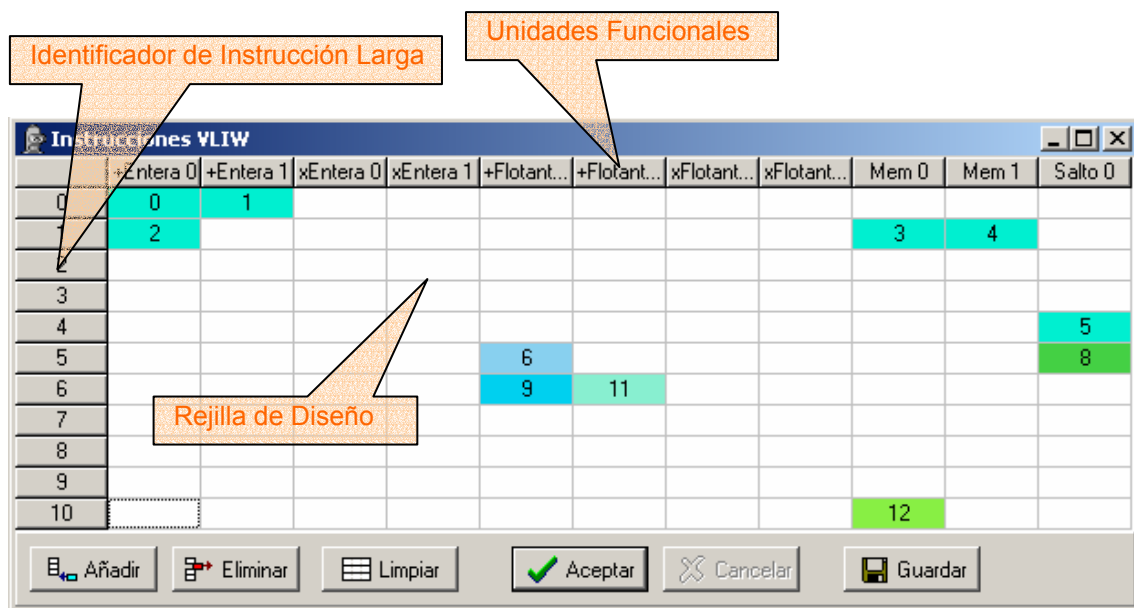 Unidades Funcionales
Identificador de Instrucción Larga
Instrucciones VLIW
+Entera 0 +Entera 1 xEntera 0 xEntera 1 +Flotant... +Flotant... xFlotant... xFlotant... Mem 0 Mem 1 Salto 0
0 0 1
1 2 3 4
2
3
4 5
5 6 8
6 9 11
7
Rejilla de Diseño
8
9
10 12
Añadir Eliminar Limpiar Aceptar Cancelar Guardar